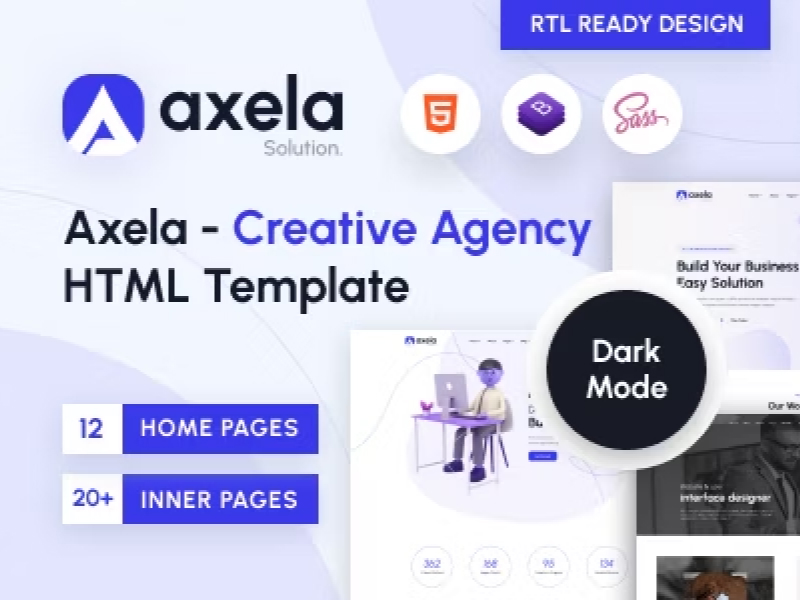 RTL READY DESIGN
axela
Solution.
Axela - Creative Agency
HTML Template
Sass
axela
Build Your Business
Easy Solution
Dark
Mode
axela
12 HOME PAGES
20+ INNER PAGES
Our Wo
interface designer
362
168
95
134